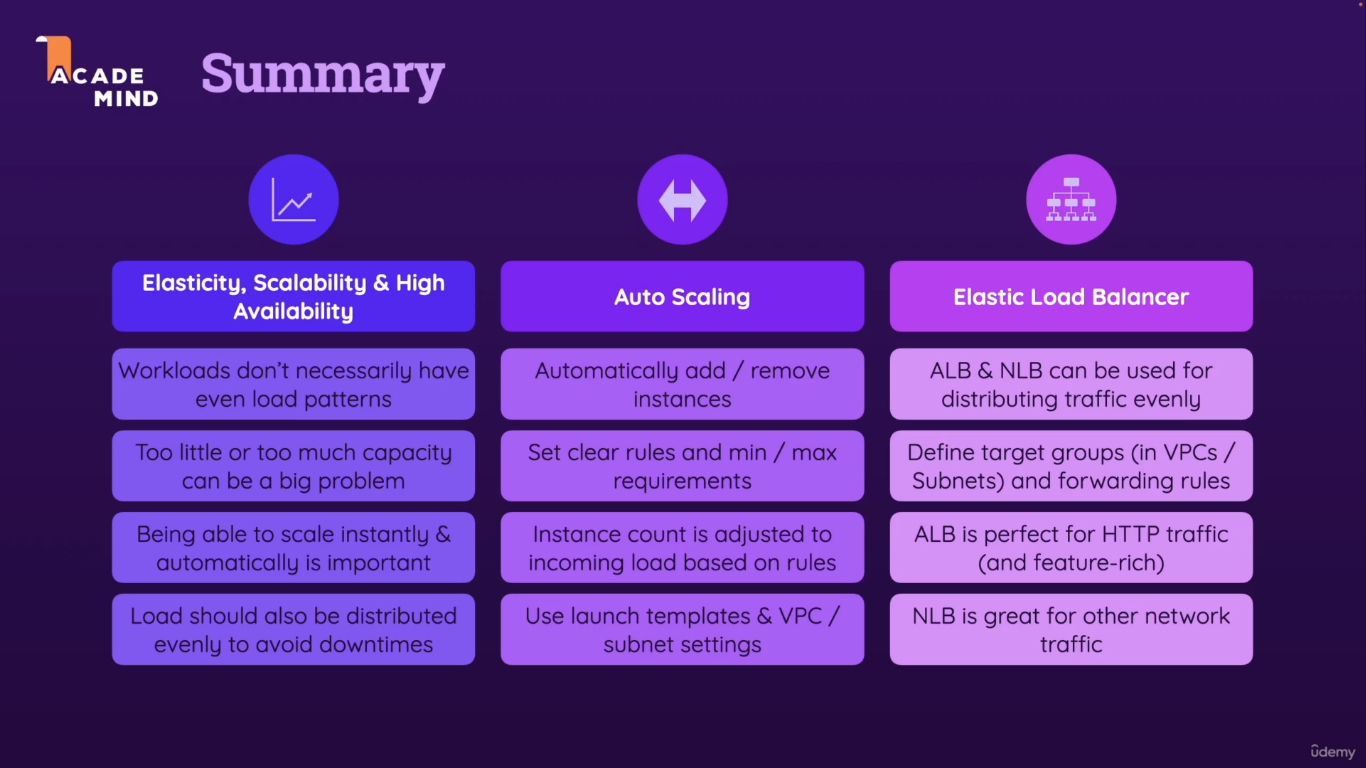 ACADE
MIND
Summary
Elasticity, Scalability & High
Availability
Workloads don't necessarily have
even load patterns
Too little or too much capacity
can be a big problem
Being able to scale instantly &
automatically is important
Load should also be distributed
evenly to avoid downtimes
Auto Scaling
Automatically add / remove
instances
Set clear rules and min / max
requirements
Instance count is adjusted to
incoming load based on rules
Use launch templates & VPC /
subnet settings
Elastic Load Balancer
ALB & NLB can be used for
distributing traffic evenly
Define target groups (in VPCs /
Subnets) and forwarding rules
ALB is perfect for HTTP traffic
(and feature-rich)
NLB is great for other network
traffic
ûdemy